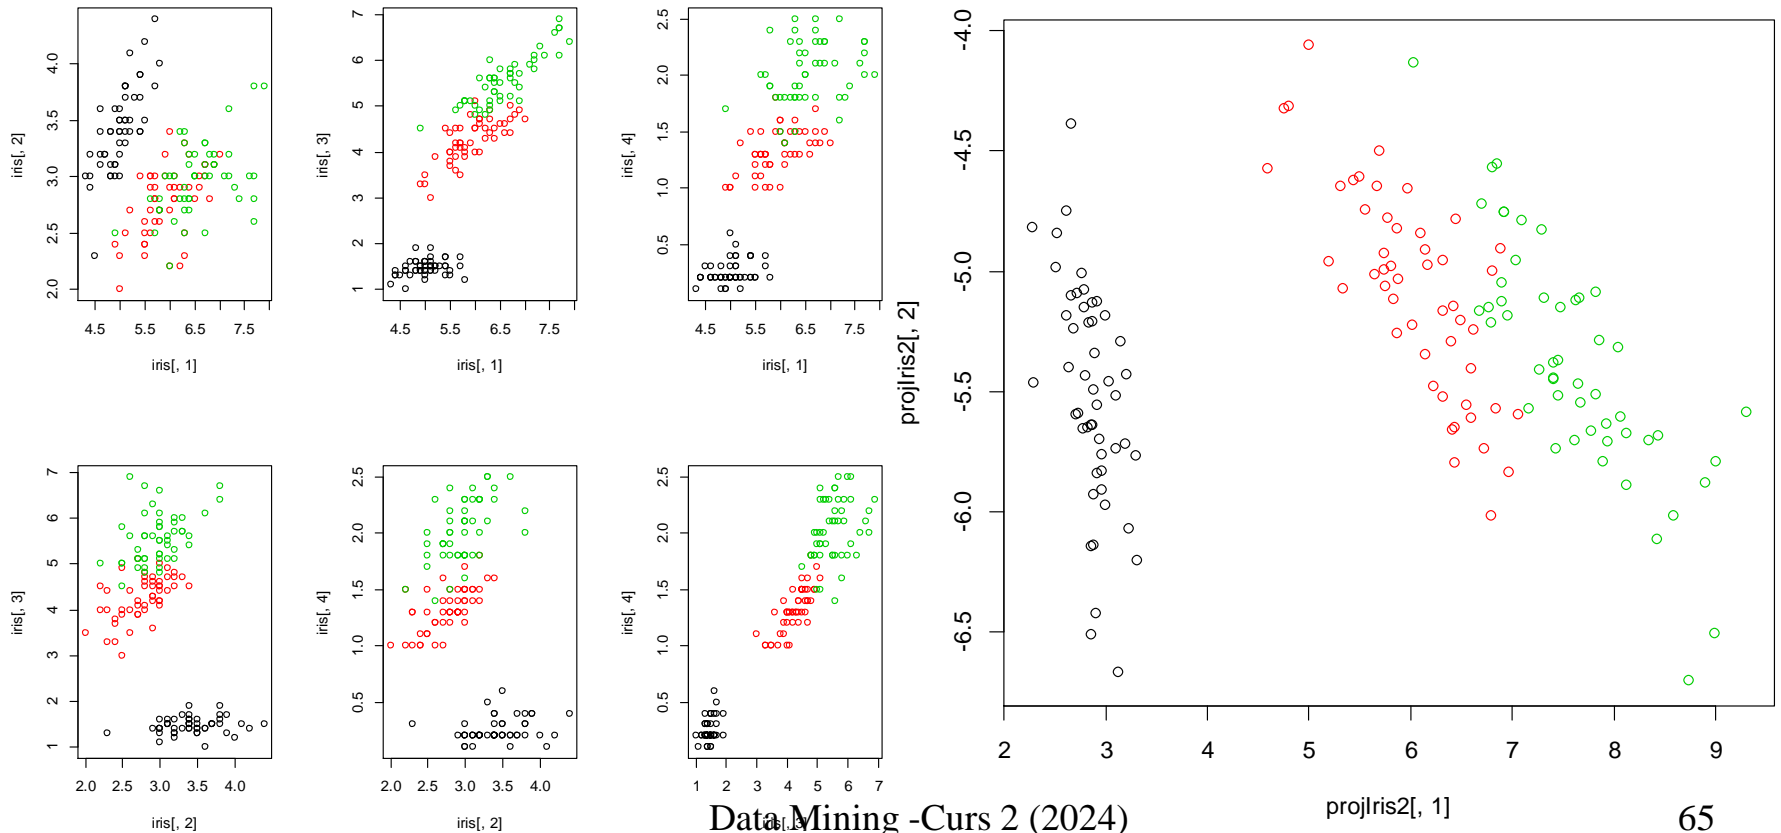 iris[, 2]
4.0
3.5
3.0
2.5
2.0
4.5 5.5 6.5 7.5
iris[, 1]
iris[, 3]
7
6
5
4
3
2
1
4.5 5.5 6.5 7.5
iris[, 1]
iris[, 4]
2.5
2.0
1.5
1.0
0.5
4.5 5.5 6.5 7.5
iris[, 1]
iris[, 3]
7
6
5
4
3
2
1
2.0 2.5 3.0 3.5 4.0
iris[, 2]
iris[, 4]
2.5
2.0
1.5
1.0
0.5
2.0 2.5 3.0 3.5 4.0
iris[, 2]
iris[, 4]
2.5
2.0
1.5
1.0
0.5
1 2 3 4 5 6 7
iris[, 3]
projIris2[, 2]
-4.0
-4.5
-5.0
-5.5
-6.0
-6.5
2 3 4 5 6 7 8 9
projIris2[, 1]
Data Mining -Curs 2 (2024)
65